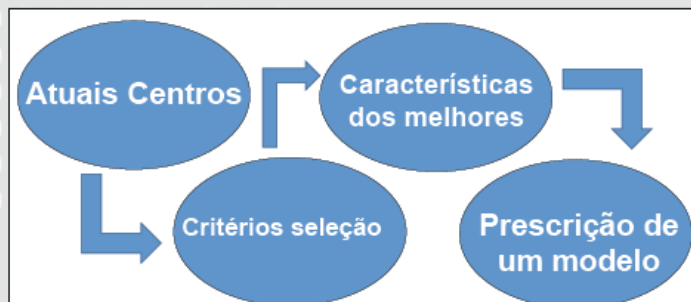 Atuais Centros
Critérios seleção
Características
dos melhores
Prescrição de
um modelo